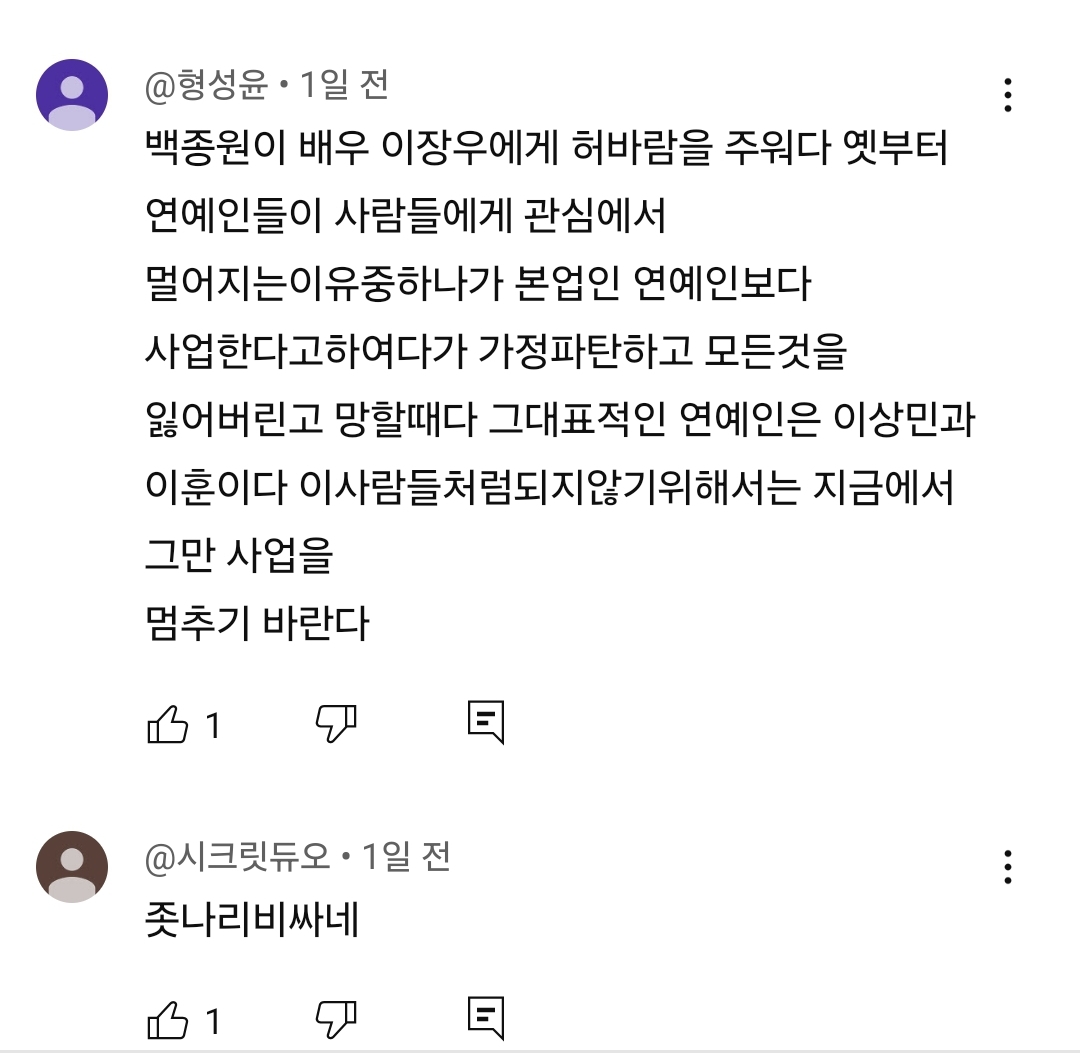 @형성윤 • 1일 전
백종원이 배우 이장우에게 허바람을 주워다 옛부터
연예인들이 사람들에게 관심에서
멀어지는이유중하나가 본업인 연예인보다
사업한다고하여다가 가정파탄하고 모든것을
잃어버린고 망할때다 그대표적인 연예인은 이상민과
이훈이다 이사람들처럼되지않기위해서는 지금에서
그만 사업을
멈추기 바란다
1
@시크릿듀오 • 1일 전
좃나리비싸네
1